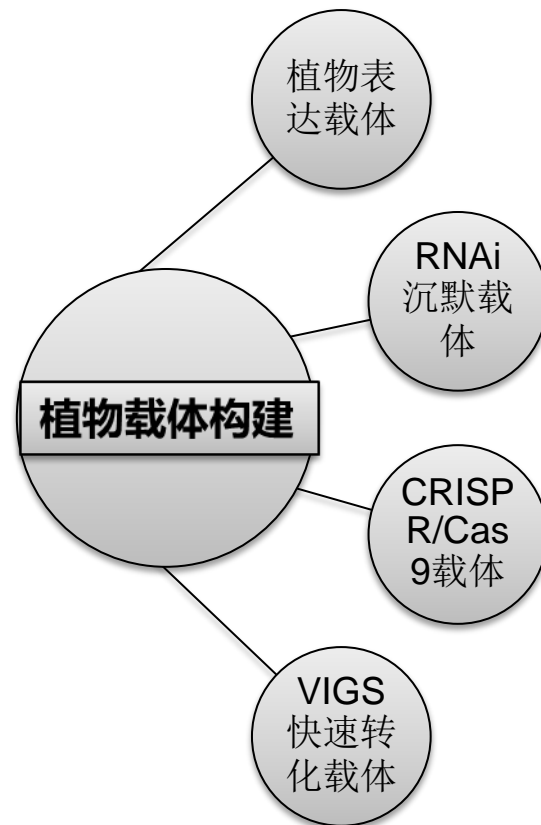 植物表
达载体
RNAi
沉默载
体
植物载体构建
CRISP
R/Cas
9载体
VIGS
快速转
化载体